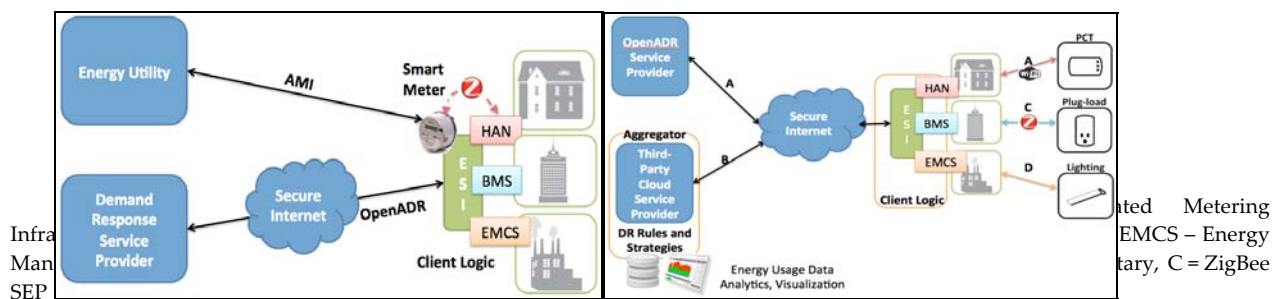 Energy Utility
AMI
Smart
Meter
Z
HAN
E
S
I
BMS
EMCS
Client Logic
Demand
Response
Service
Provider
Secure
Internet
OpenADR
OpenADR
Service
Provider
A
Aggregator
Third-
Party
Cloud
Service
Provider
B
DR Rules and
Strategies
Energy Usage Data
Analytics, Visualization
Secure
Internet
HAN
E
S
I
BMS
EMCS
Client Logic
A
WiFi
PCT
C
Z
Plug-load
D
Lighting
Metering
Infra
EMCS – Energy
Man
tary, C = ZigBee
SEP